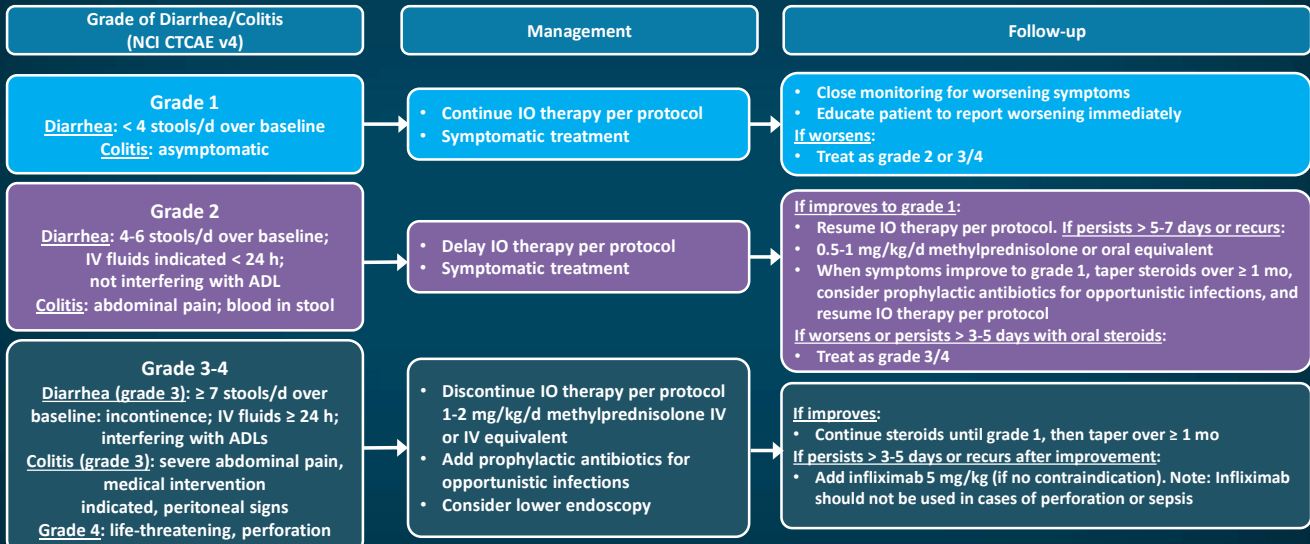 Grade of Diarrhea/Colitis
(NCI CTCAE v4)
Management
Follow-up
Grade 1
Diarrhea: < 4 stools/d over baseline
Colitis: asymptomatic
• Continue IO therapy per protocol
• Symptomatic treatment
• Close monitoring for worsening symptoms
• Educate patient to report worsening immediately
If worsens:
• Treat as grade 2 or 3/4
Grade 2
Diarrhea: 4-6 stools/d over baseline;
IV fluids indicated < 24 h;
not interfering with ADL
Colitis: abdominal pain; blood in stool
• Delay IO therapy per protocol
• Symptomatic treatment
If improves to grade 1:
• Resume IO therapy per protocol. If persists > 5-7 days or recurs:
• 0.5-1 mg/kg/d methylprednisolone or oral equivalent
• When symptoms improve to grade 1, taper steroids over ≥ 1 mo,
consider prophylactic antibiotics for opportunistic infections, and
resume IO therapy per protocol
If worsens or persists > 3-5 days with oral steroids:
• Treat as grade 3/4
Grade 3-4
Diarrhea (grade 3): ≥ 7 stools/d over
baseline: incontinence; IV fluids ≥ 24 h;
interfering with ADLs
Colitis (grade 3): severe abdominal pain,
medical intervention
indicated, peritoneal signs
Grade 4: life-threatening, perforation
• Discontinue IO therapy per protocol
1-2 mg/kg/d methylprednisolone IV
or IV equivalent
• Add prophylactic antibiotics for
opportunistic infections
• Consider lower endoscopy
If improves:
• Continue steroids until grade 1, then taper over ≥ 1 mo
If persists > 3-5 days or recurs after improvement:
• Add infliximab 5 mg/kg (if no contraindication). Note: Infliximab
should not be used in cases of perforation or sepsis